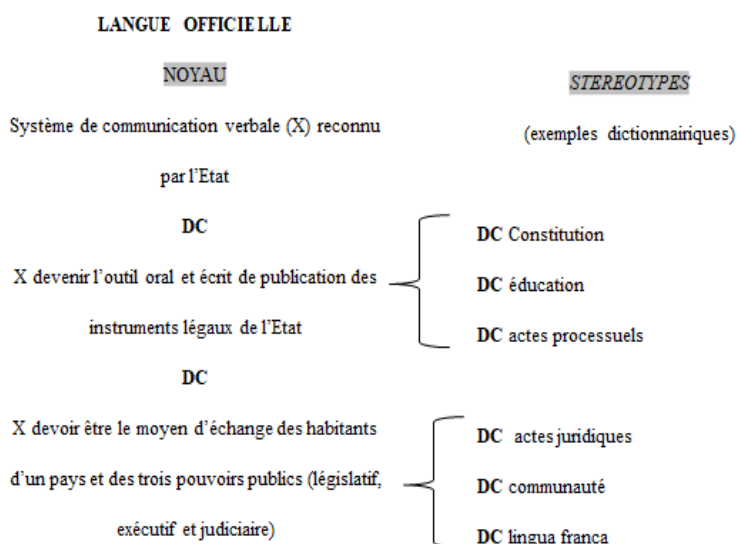 LANGUE OFFICIELLE
NOYAU
STEREOTYPES
Système de communication verbale (X) reconnu
par l'Etat
(exemples dictionnairiques)
DC
X devenir l'outil oral et écrit de publication des
instruments légaux de l'Etat
DC Constitution
DC éducation
DC actes processuels
DC
X devoir être le moyen d'échange des habitants
d'un pays et des trois pouvoirs publics (législatif,
exécutif et judiciaire)
DC actes juridiques
DC communauté
DC lingua franca